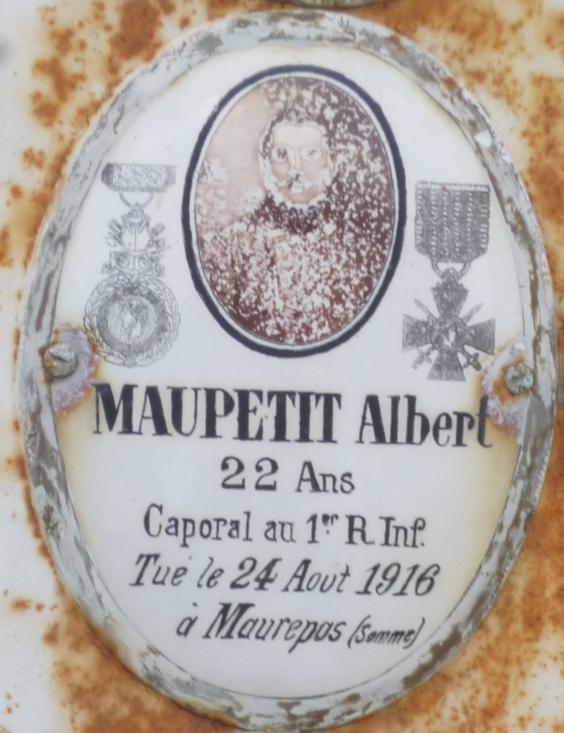 MAUPETIT Albert
22 Ans
Caporal au 1er R. Inf.
Tué le 24 Aout 1916
à Maurepas (Somme)